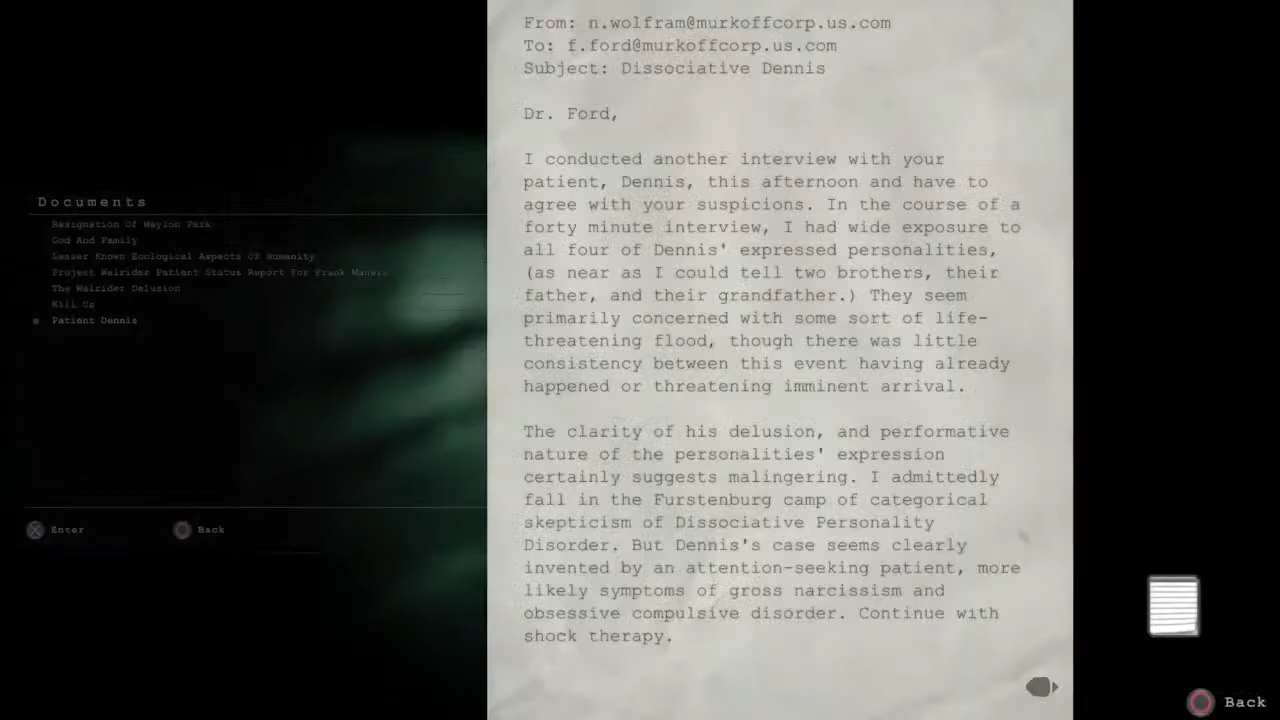 Documents
Resignation Of Waylon Park
God And Family
Lesser Known Ecological Aspects Of Humanity
Project Walrider Patient Status Report For Frank
The Walrider Delusion
Kill Us
Patient Dennis
Enter
Back
From: n.wolfram@murkoffcorp.us.com
To: f.ford@murkoffcorp.us.com
Subject: Dissociative Dennis
Dr. Ford,
I conducted another interview with your
patient, Dennis, this afternoon and have to
agree with your suspicions. In the course of a
forty minute interview, I had wide exposure to
all four of Dennis' expressed personalities,
(as near as I could tell two brothers, their
father, and their grandfather.) They seem
primarily concerned with some sort of life-
threatening flood, though there was little
consistency between this event having already
happened or threatening imminent arrival.
The clarity of his delusion, and performative
nature of the personalities' expression
certainly suggests malingering. I admittedly
fall in the Furstenburg camp of categorical
skepticism of Dissociative Personality
Disorder. But Dennis's case seems clearly
invented by an attention-seeking patient, more
likely symptoms of gross narcissism and
obsessive compulsive disorder. Continue with
shock therapy.
Back